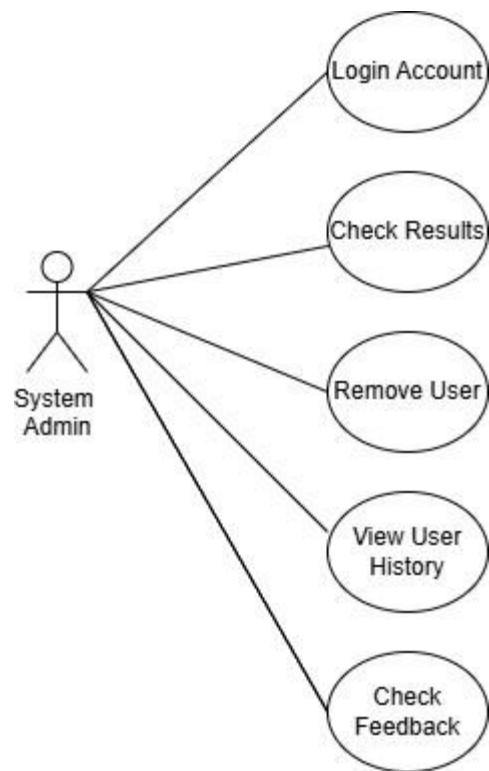 Login Account
Check Results
System
Admin
Remove User
View User
History
Check
Feedback